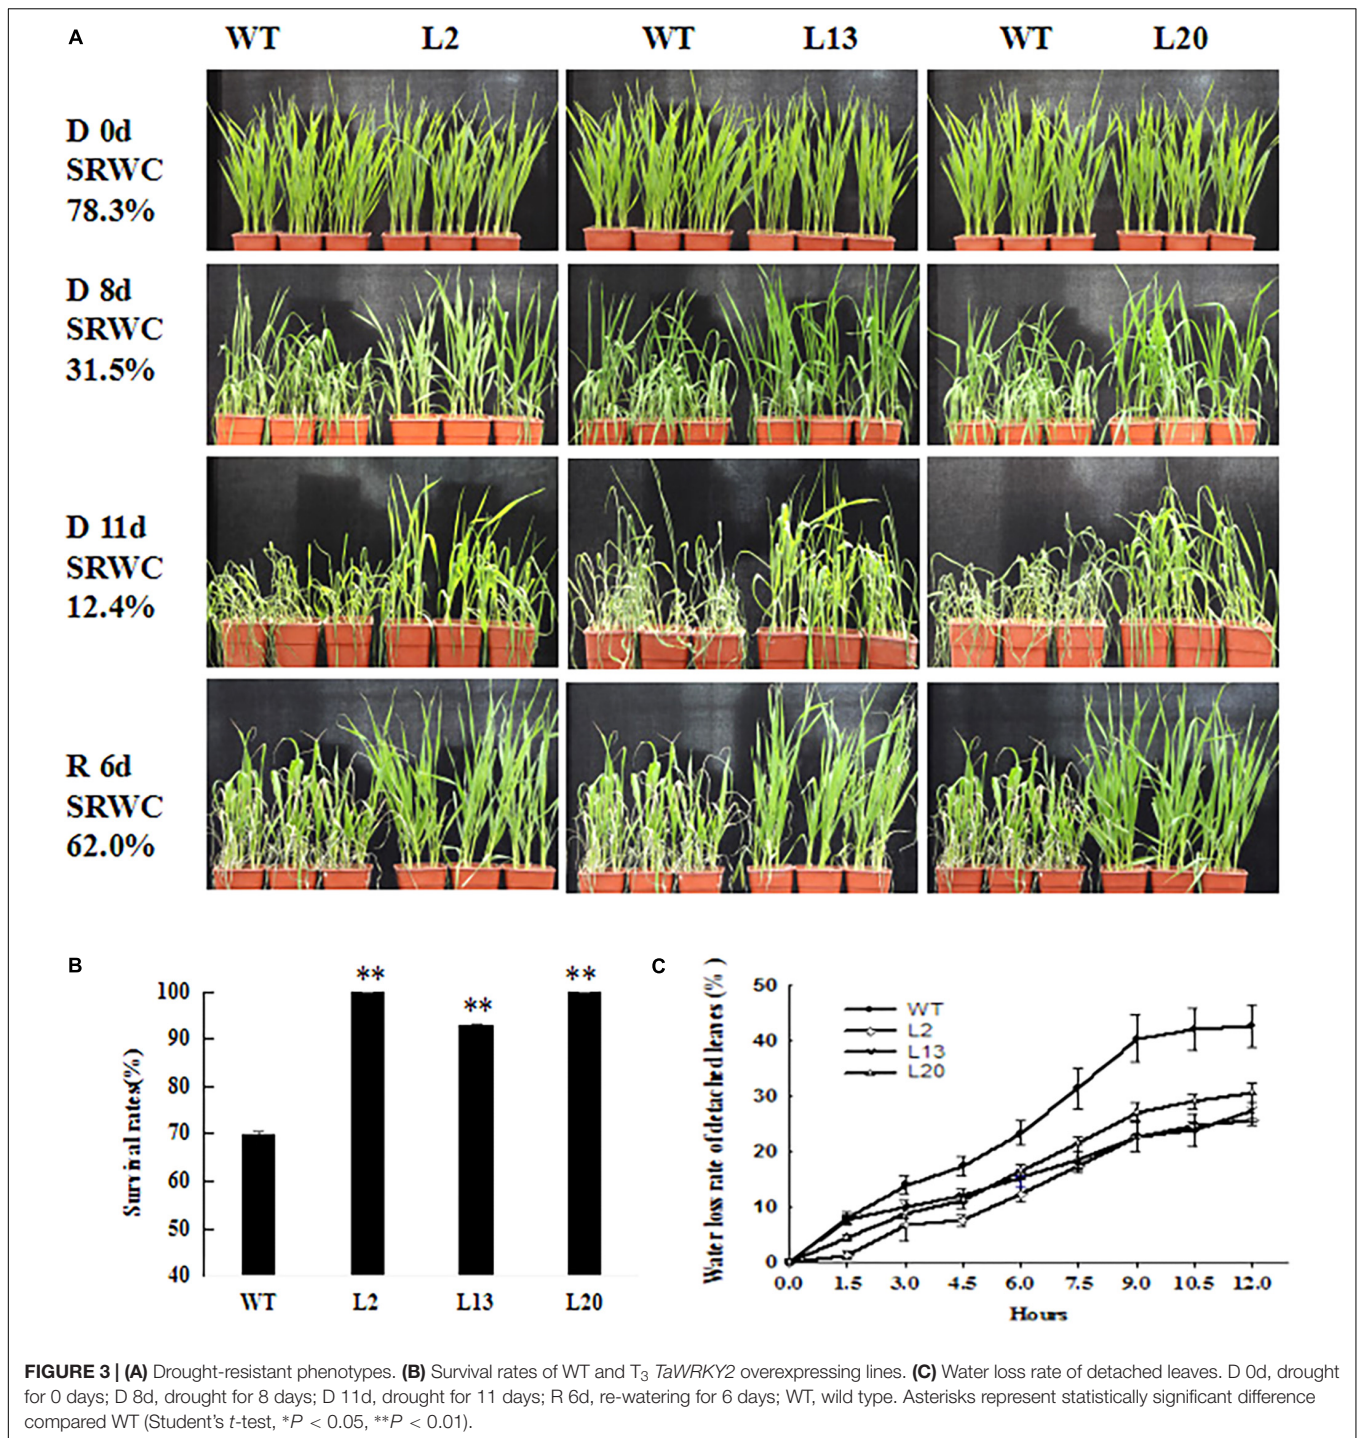 (A)
WT L2 WT L13 WT L20
D 0d
SRWC
78.3%
D 8d
SRWC
31.5%
D 11d
SRWC
12.4%
R 6d
SRWC
62.0%
(B)
Survival rates(%)
100
90
80
70
60
50
40
** ** **
WT L2 L13 L20
(C)
Water loss rate of detached leaves (%)
50
40
30
20
10
0
WT
L2
L13
L20
0.0 1.5 3.0 4.5 6.0 7.5 9.0 10.5 12.0
Hours
FIGURE 3 | (A) Drought-resistant phenotypes. (B) Survival rates of WT and T3 TaWRKY2 overexpressing lines. (C) Water loss rate of detached leaves. D 0d, drought
for 0 days; D 8d, drought for 8 days; D 11d, drought for 11 days; R 6d, re-watering for 6 days; WT, wild type. Asterisks represent statistically significant difference
compared WT (Student's t-test, *P < 0.05, **P < 0.01).